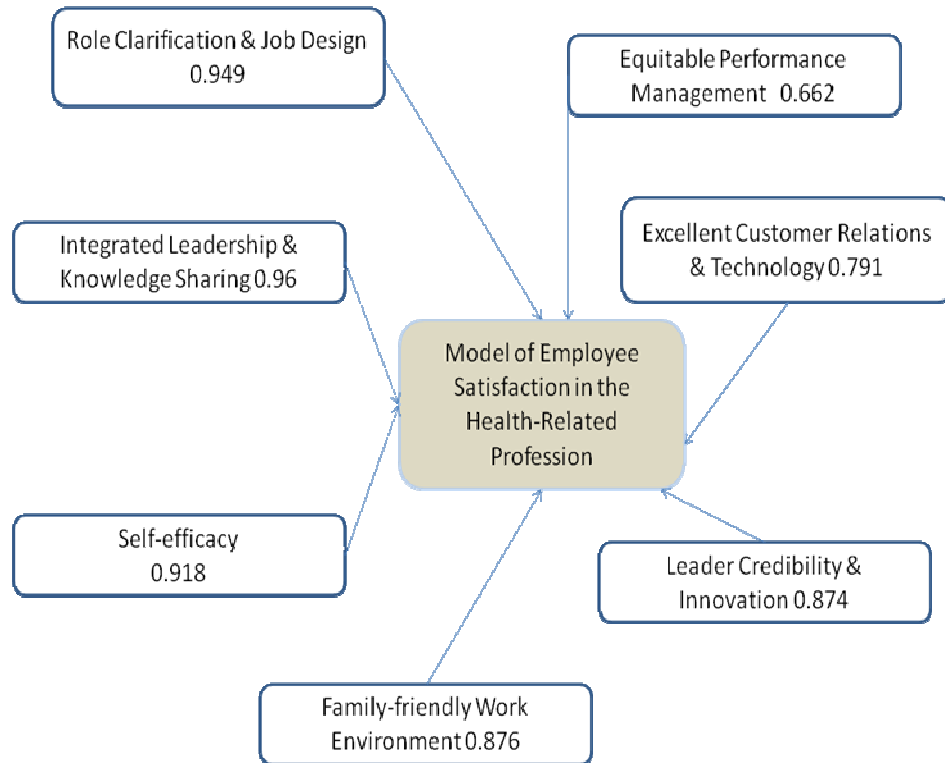 Role Clarification & Job Design
0.949
Equitable Performance
Management 0.662
Integrated Leadership &
Knowledge Sharing 0.96
Excellent Customer Relations
& Technology 0.791
Model of Employee
Satisfaction in the
Health-Related
Profession
Self-efficacy
0.918
Leader Credibility &
Innovation 0.874
Family-friendly Work
Environment 0.876